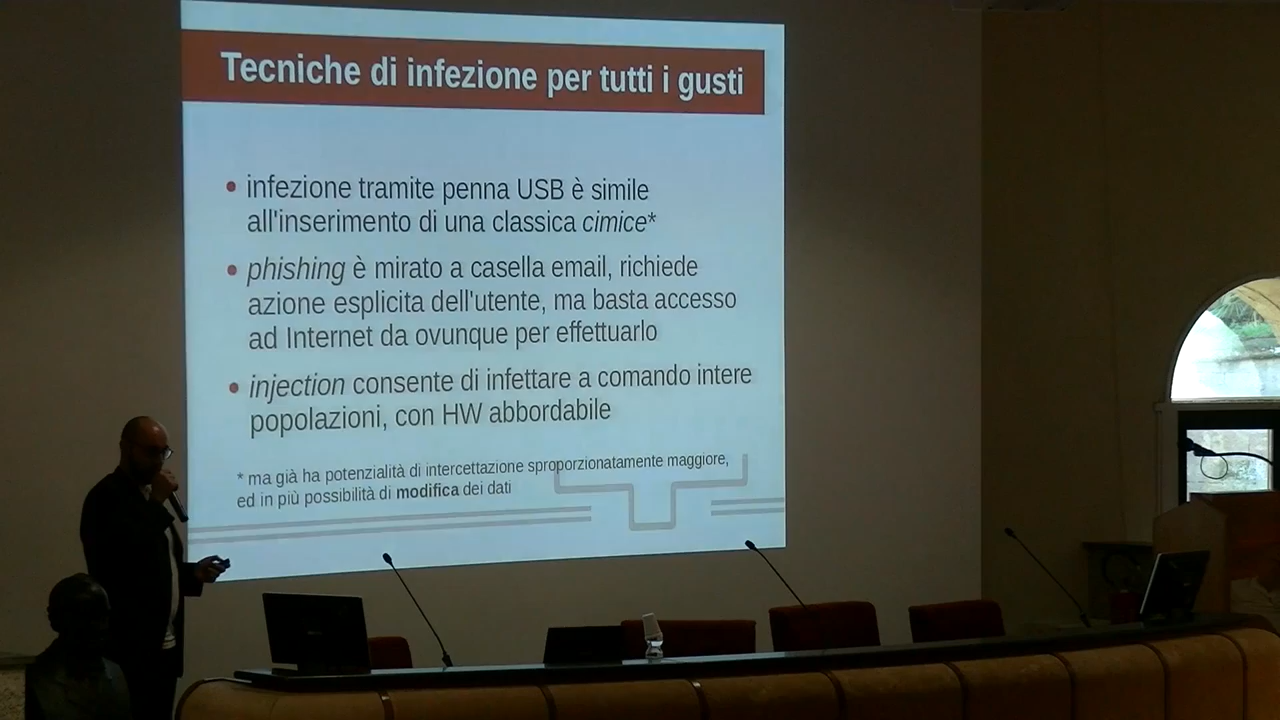 Tecniche di infezione per tutti i gusti
• infezione tramite penna USB è simile
all'inserimento di una classica cimice*
• phishing è mirato a casella email, richiede
azione esplicita dell'utente, ma basta accesso
ad Internet da ovunque per effettuarlo
• injection consente di infettare a comando intere
popolazioni, con HW abbordabile
* ma già ha potenzialità di intercettazione sproporzionatamente maggiore,
ed in più possibilità di modifica dei dati